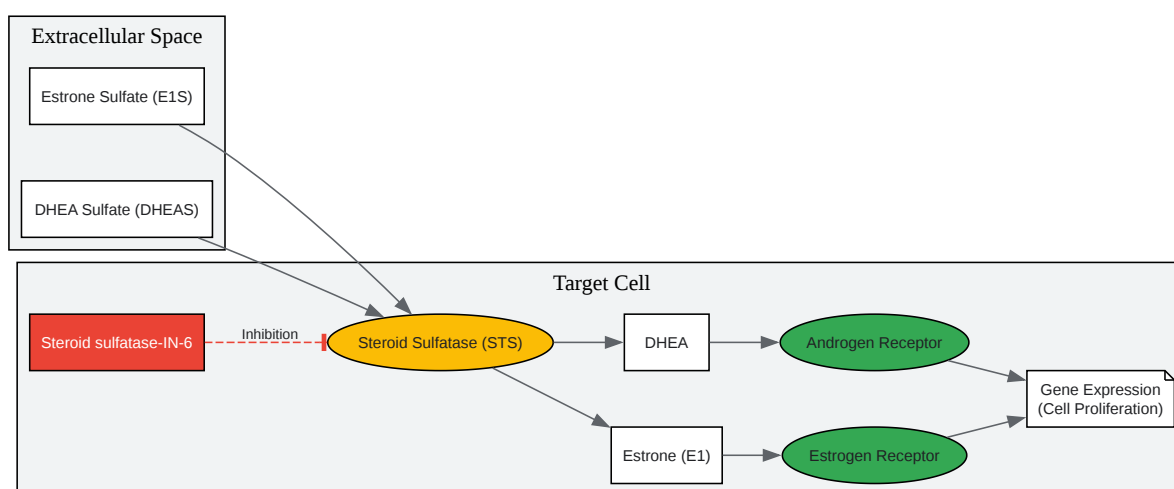 Extracellular Space
Estrone Sulfate (E1S)
DHEA Sulfate (DHEAS)
Target Cell
Steroid sulfatase-IN-6
Inhibition
Steroid Sulfatase (STS)
DHEA
Androgen Receptor
Gene Expression
(Cell Proliferation)
Estrone (E1)
Estrogen Receptor